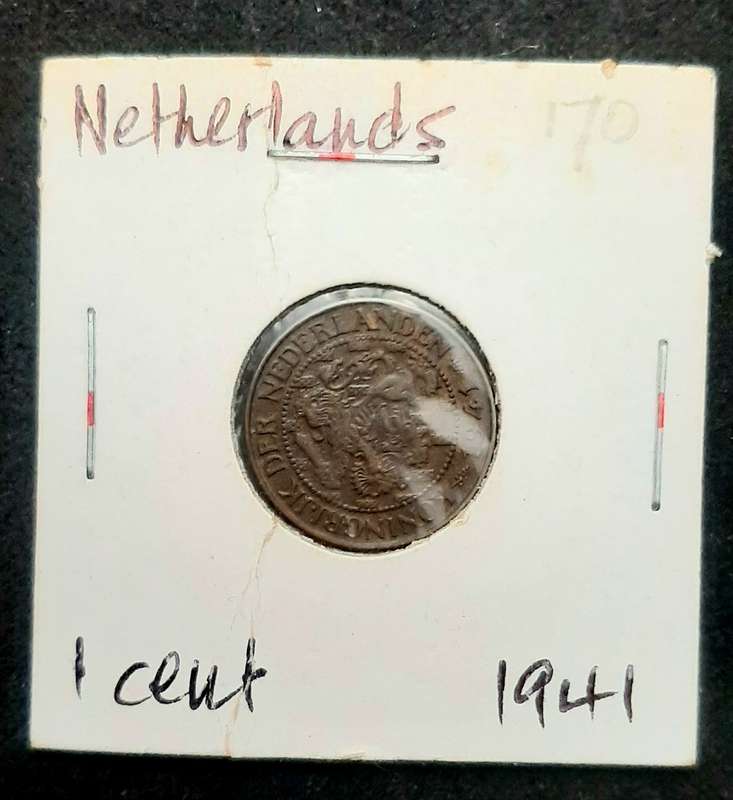 Netherlands 170
KONINGRIJK DER NEDERLANDEN
1 cent 1941